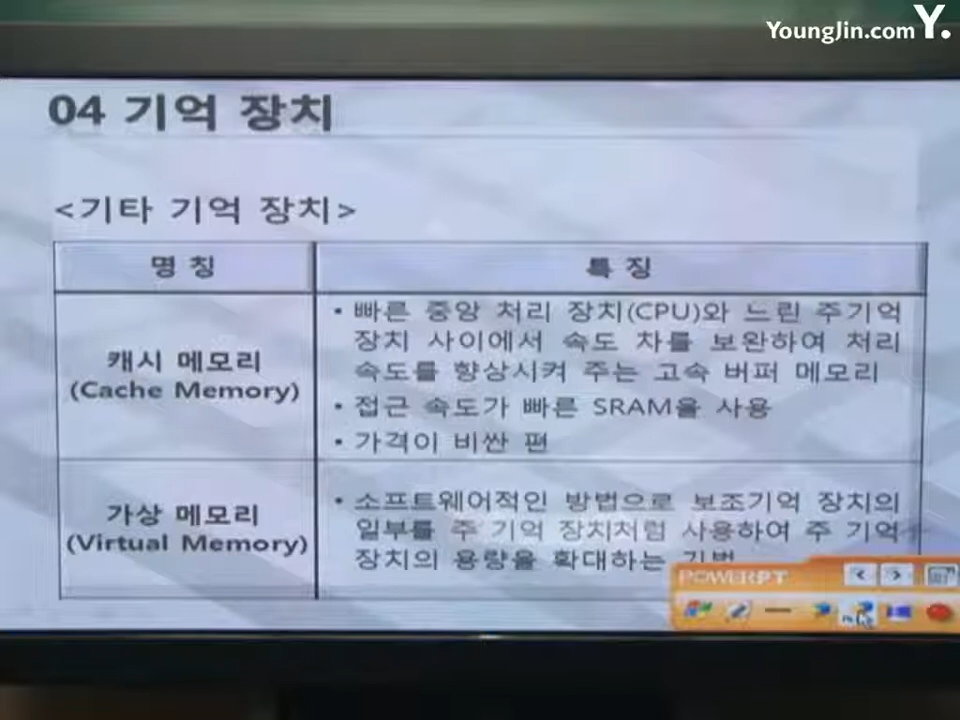 YoungJin.com Y.
04 기억 장치
<기타 기억 장치>
명 칭
특 징
캐시 메모리
(Cache Memory)
• 빠른 중앙 처리 장치(CPU)와 느린 주기억
장치 사이에서 속도 차를 보완하여 처리
속도를 향상시켜 주는 고속 버퍼 메모리
• 접근 속도가 빠른 SRAM을 사용
• 가격이 비싼 편
가상 메모리
(Virtual Memory)
• 소프트웨어적인 방법으로 보조기억 장치의
일부를 주 기억 장치처럼 사용하여 주 기억
장치의 용량을 확대하는 기법
POWERPT